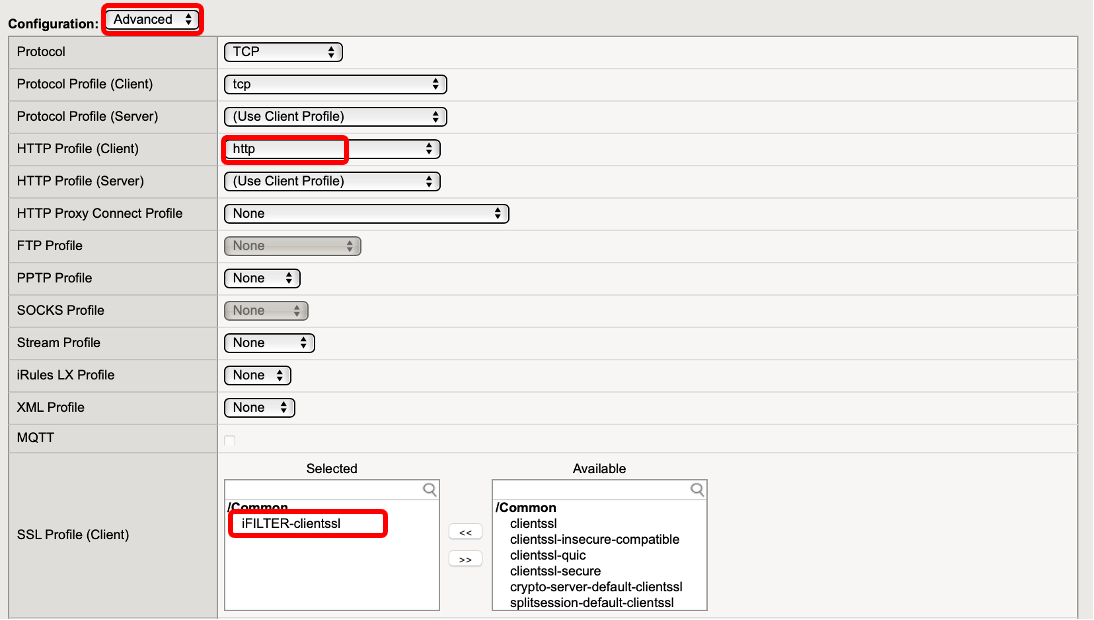 Configuration: Advanced
Protocol TCP
Protocol Profile (Client) tcp
Protocol Profile (Server) (Use Client Profile)
HTTP Profile (Client) http
HTTP Profile (Server) (Use Client Profile)
HTTP Proxy Connect Profile None
FTP Profile None
PPTP Profile None
SOCKS Profile None
Stream Profile None
iRules LX Profile None
XML Profile None
MQTT
SSL Profile (Client)
Selected
/Common
iFILTER-clientssl
<<
>>
Available
/Common
clientssl
clientssl-insecure-compatible
clientssl-quic
clientssl-secure
crypto-server-default-clientssl
splitsession-default-clientssl